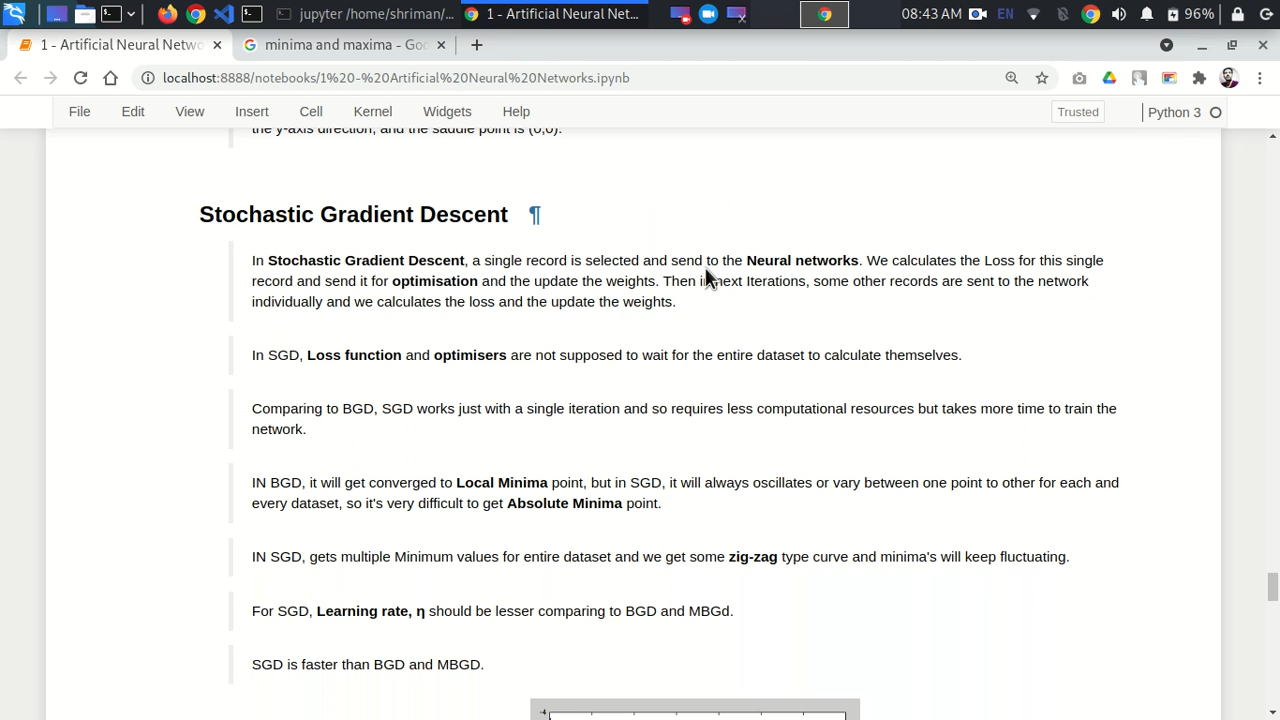 jupyter /home/shriman/...
1 - Artificial Neural Net...
08:43 AM
EN
96%
1 - Artificial Neural Netwo
minima and maxima - Goo
localhost:8888/notebooks/1%20-%20Artificial%20Neural%20Networks.ipynb
File Edit View Insert Cell Kernel Widgets Help
Trusted
Python 3
the y-axis direction, and the saddle point is (0,0).
Stochastic Gradient Descent ¶
In Stochastic Gradient Descent, a single record is selected and send to the Neural networks. We calculates the Loss for this single
record and send it for optimisation and the update the weights. Then in next Iterations, some other records are sent to the network
individually and we calculates the loss and the update the weights.
In SGD, Loss function and optimisers are not supposed to wait for the entire dataset to calculate themselves.
Comparing to BGD, SGD works just with a single iteration and so requires less computational resources but takes more time to train the
network.
IN BGD, it will get converged to Local Minima point, but in SGD, it will always oscillates or vary between one point to other for each and
every dataset, so it's very difficult to get Absolute Minima point.
IN SGD, gets multiple Minimum values for entire dataset and we get some zig-zag type curve and minima's will keep fluctuating.
For SGD, Learning rate, η should be lesser comparing to BGD and MBGd.
SGD is faster than BGD and MBGD.
-4